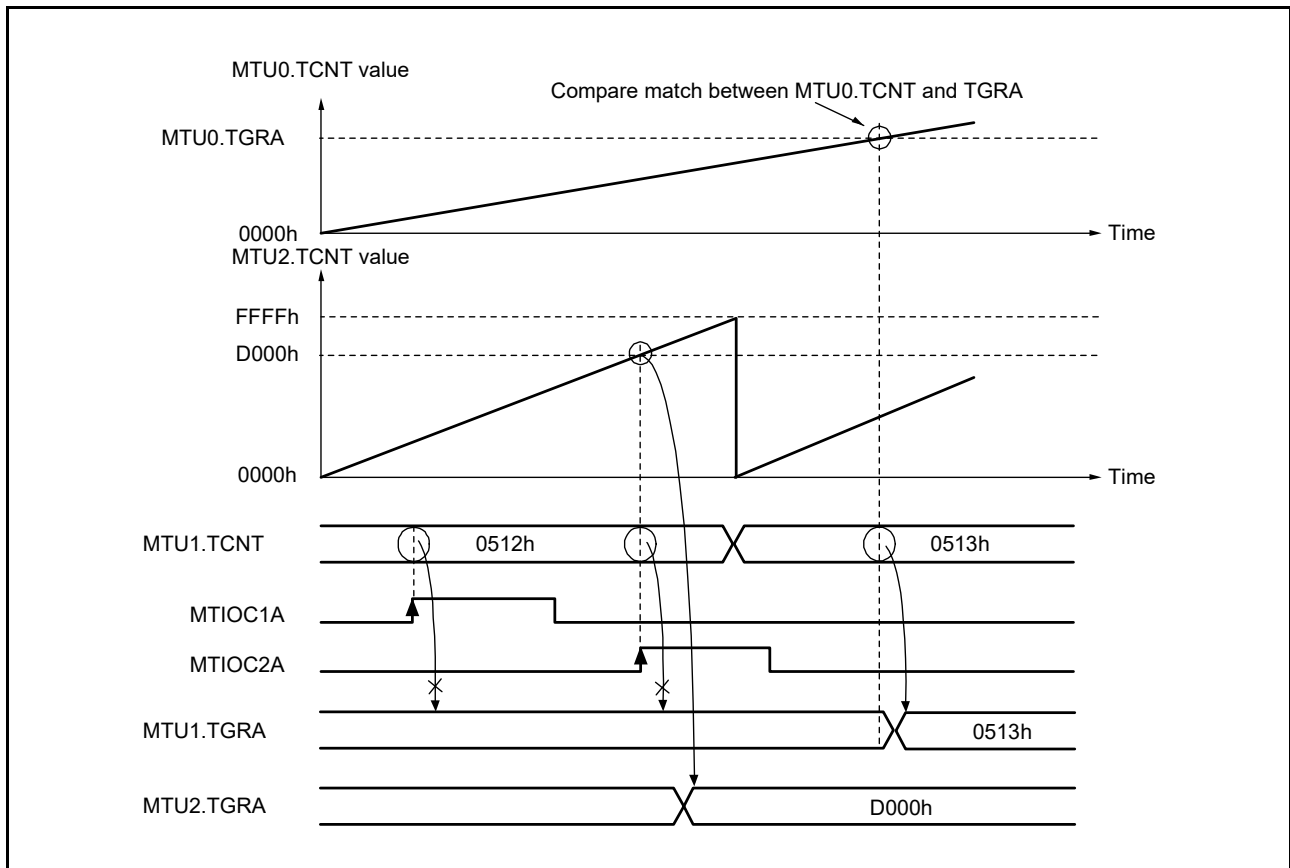 MTU0.TCNT value
Compare match between MTU0.TCNT and TGRA
MTU0.TGRA
0000h
Time
MTU2.TCNT value
FFFFh
D000h
0000h
Time
MTU1.TCNT
0512h
0513h
MTIOC1A
MTIOC2A
MTU1.TGRA
0513h
MTU2.TGRA
D000h